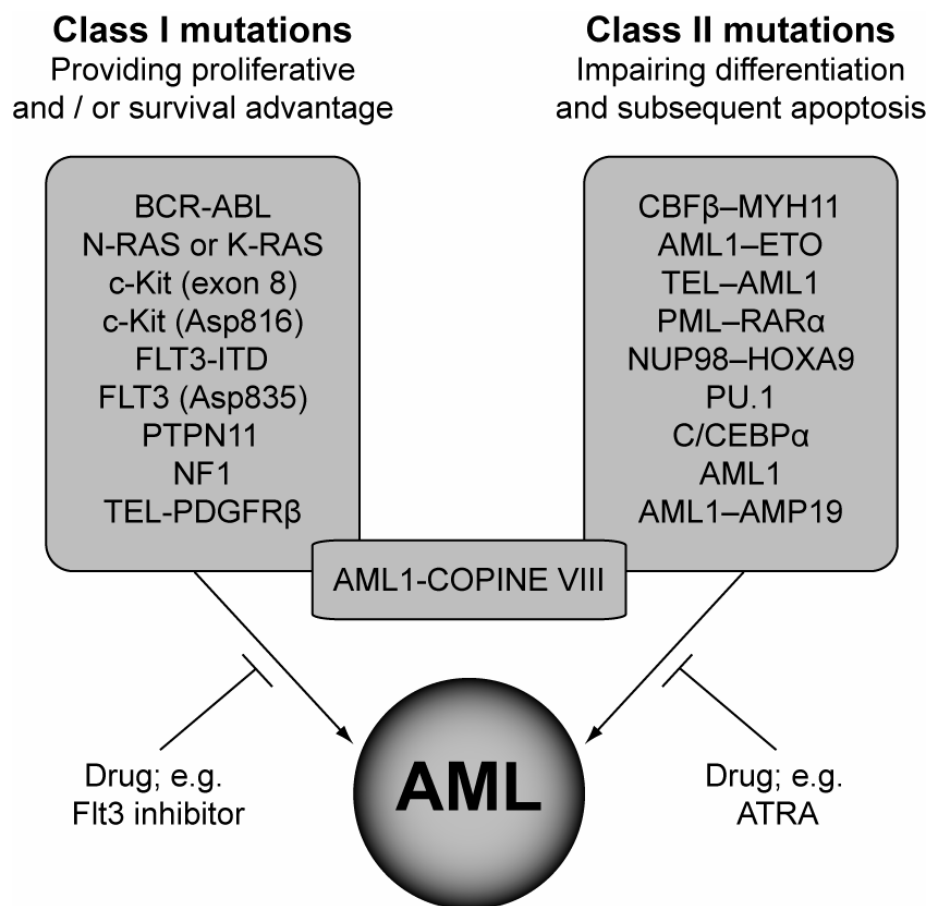 Class I mutations
Providing proliferative
and / or survival advantage
BCR-ABL
N-RAS or K-RAS
c-Kit (exon 8)
c-Kit (Asp816)
FLT3-ITD
FLT3 (Asp835)
PTPN11
NF1
TEL-PDGFRβ
Class II mutations
Impairing differentiation
and subsequent apoptosis
CBFβ–MYH11
AML1–ETO
TEL–AML1
PML–RARα
NUP98–HOXA9
PU.1
C/CEBPα
AML1
AML1–AMP19
AML1-COPINE VIII
Drug; e.g.
Flt3 inhibitor
AML
Drug; e.g.
ATRA